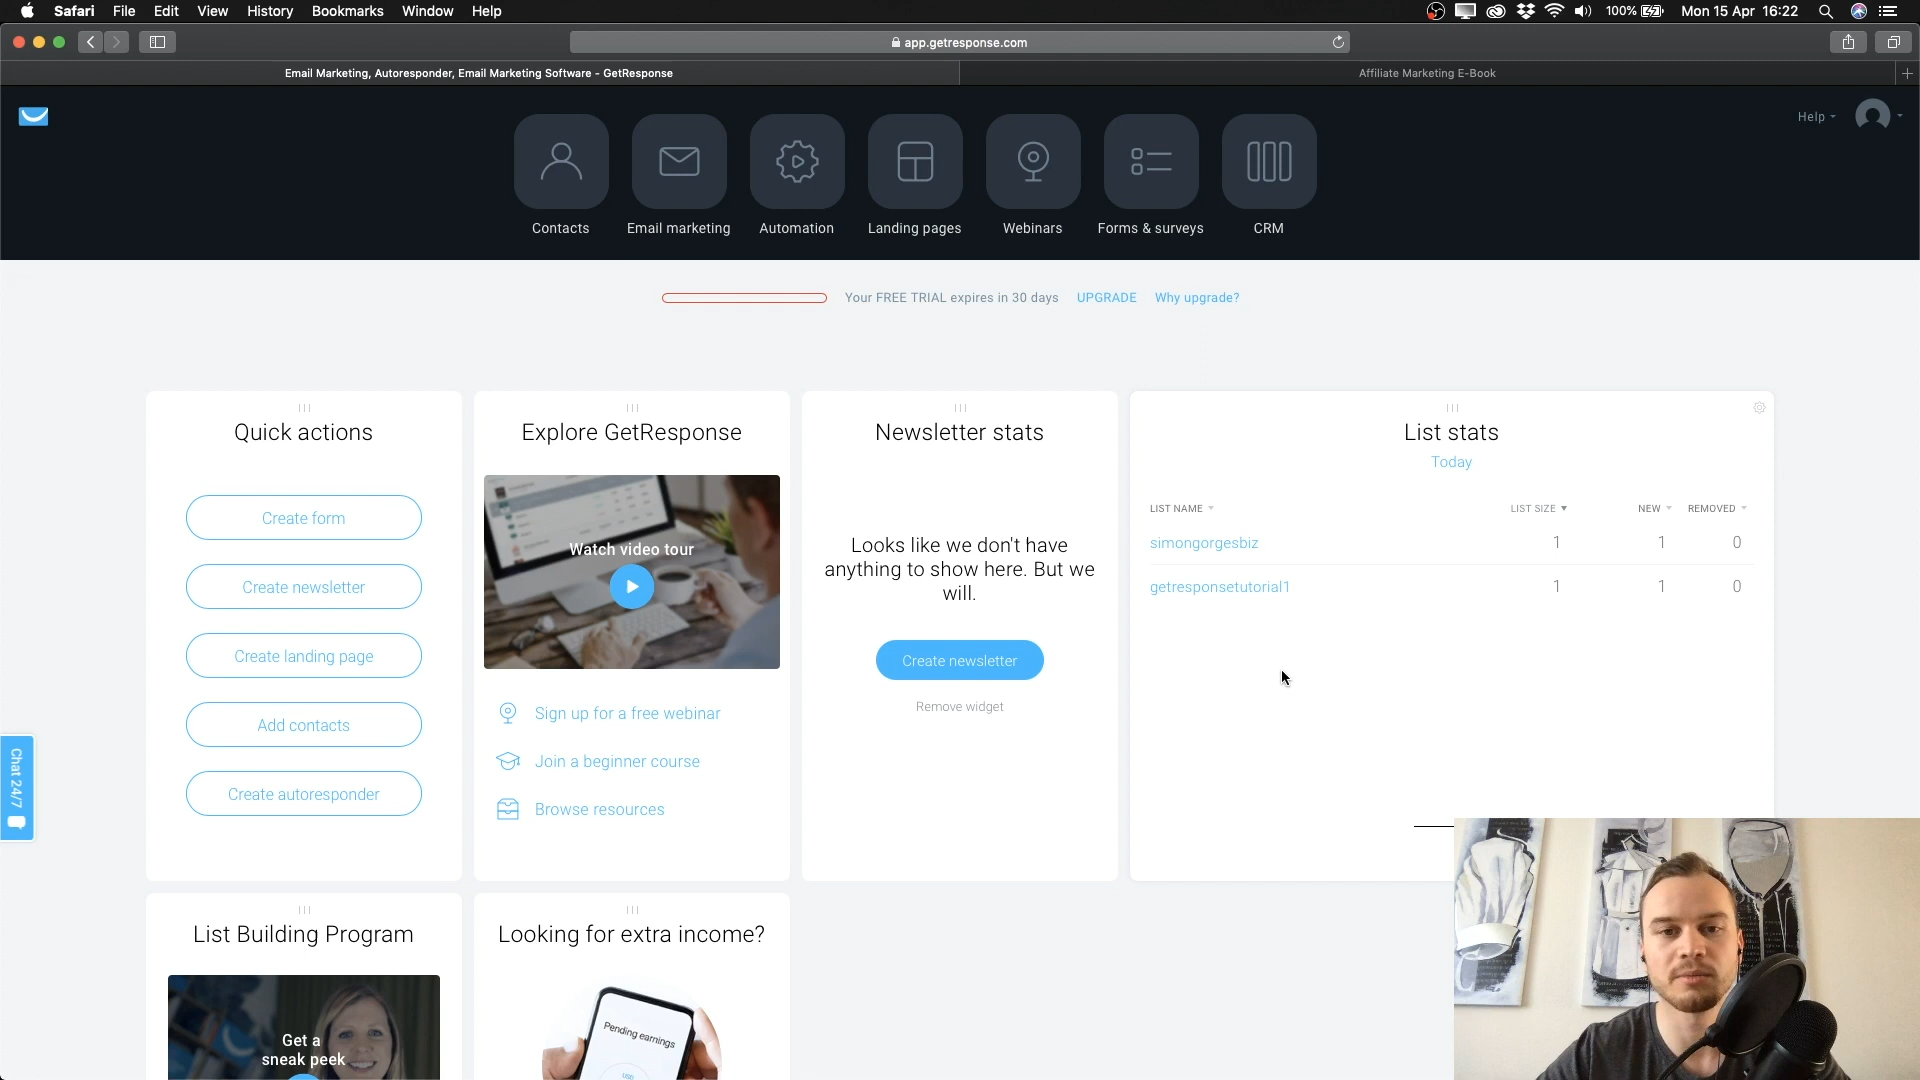 Safari File Edit View History Bookmarks Window Help
100% Mon 15 Apr 16:22
app.getresponse.com
Email Marketing, Autoresponder, Email Marketing Software - GetResponse
Affiliate Marketing E-Book
Help
Contacts
Email marketing
Automation
Landing pages
Webinars
Forms & surveys
CRM
Your FREE TRIAL expires in 30 days UPGRADE Why upgrade?
Quick actions
Create form
Create newsletter
Create landing page
Add contacts
Create autoresponder
Explore GetResponse
Watch video tour
Sign up for a free webinar
Join a beginner course
Browse resources
Newsletter stats
Looks like we don't have
anything to show here. But we
will.
Create newsletter
Remove widget
List stats
Today
LIST NAME LIST SIZE NEW REMOVED
simongorgesbiz 1 1 0
getresponsetutorial1 1 1 0
Chat 24/7
List Building Program
Get a
sneak peek
Looking for extra income?
Pending earnings